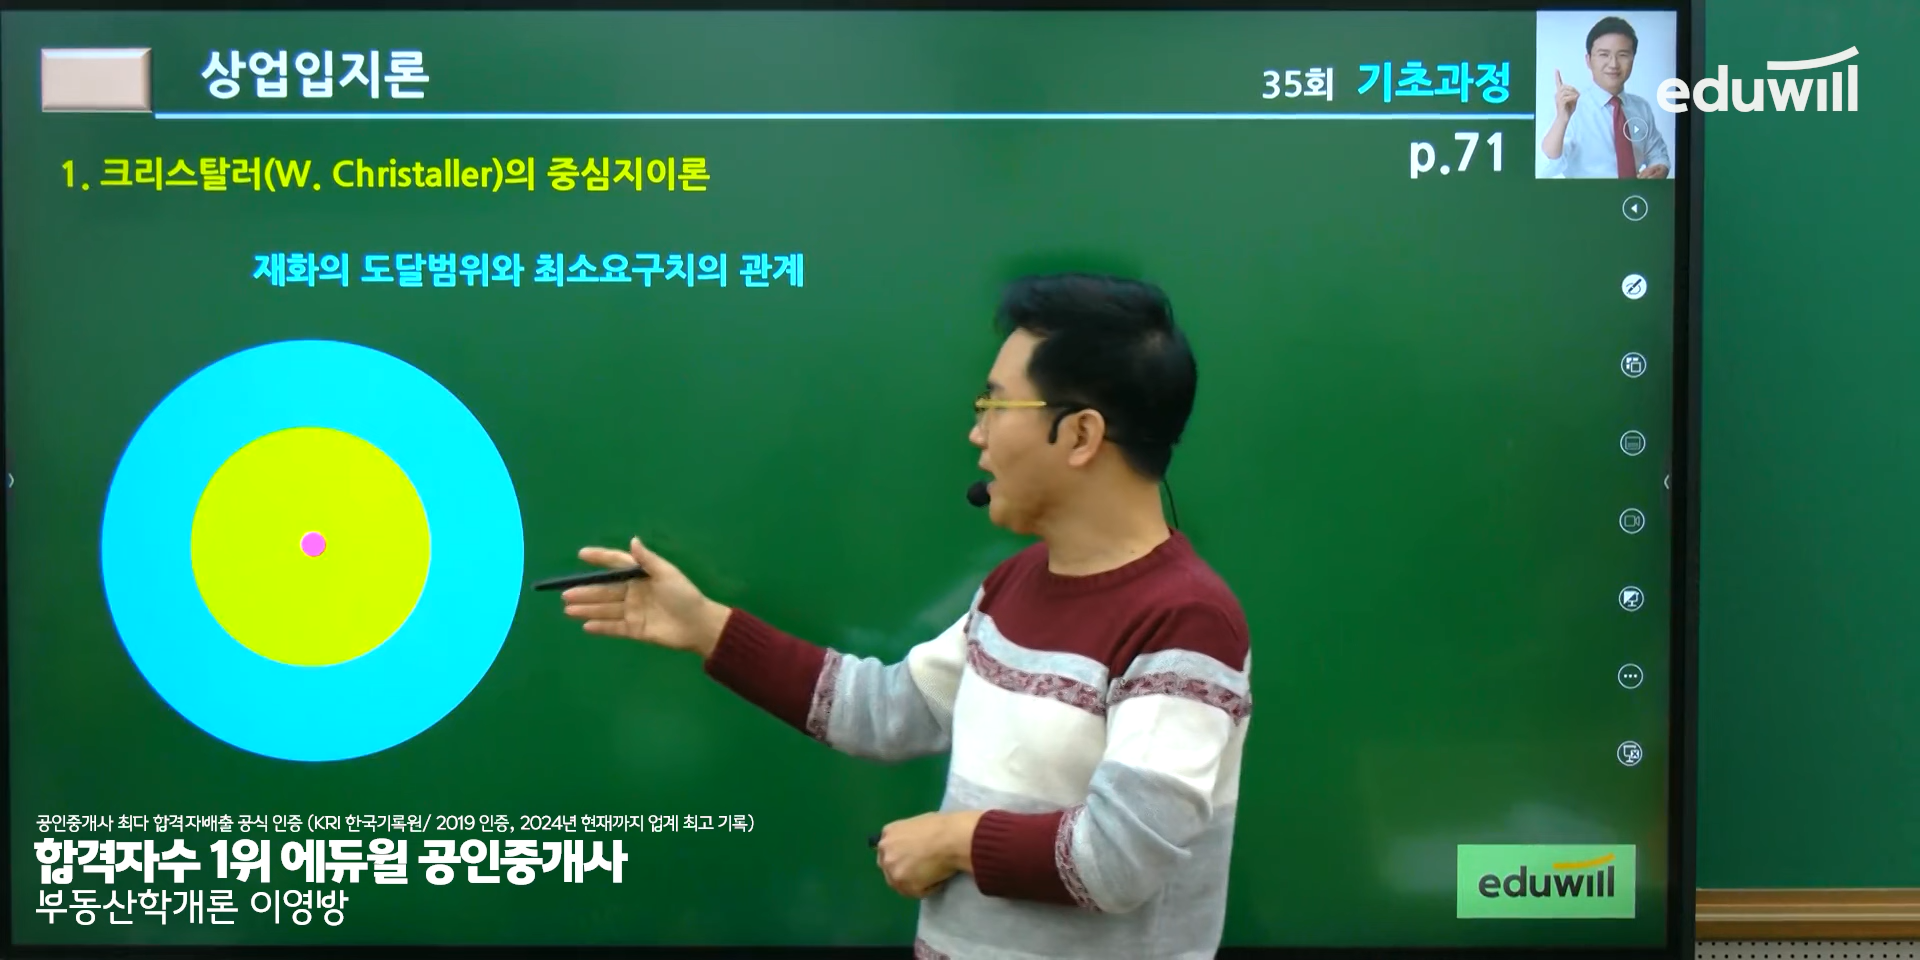 상업입지론
35회 기초과정
eduwill
p.71
1. 크리스탈러(W. Christaller)의 중심지이론
재화의 도달범위와 최소요구치의 관계
공인중개사 최다 합격자배출 공식 인증 (KRI 한국기록원/ 2019 인증, 2024년 현재까지 업계 최고 기록)
합격자수 1위 에듀윌 공인중개사
부동산학개론 이영방
eduwill